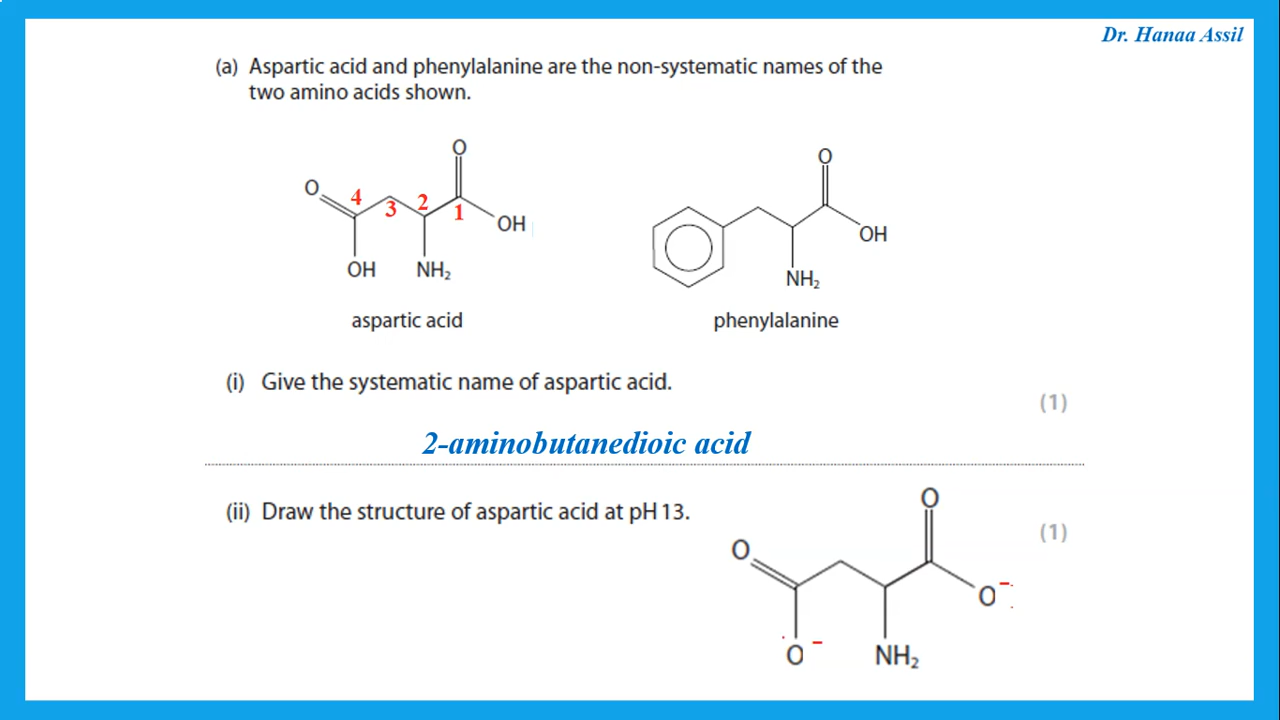 Dr. Hanaa Assil
(a) Aspartic acid and phenylalanine are the non-systematic names of the
two amino acids shown.
O
O 4 3 2 1 OH
OH NH₂
O
OH
NH₂
aspartic acid phenylalanine
(i) Give the systematic name of aspartic acid.
(1)
2-aminobutanedioic acid
(ii) Draw the structure of aspartic acid at pH 13.
(1)
O
O
O⁻
O⁻ NH₂